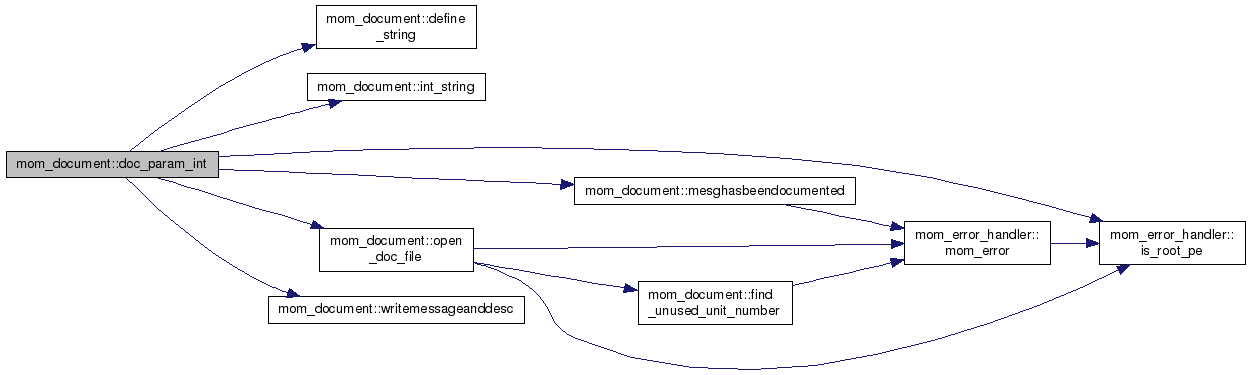 mom_document::define
_string
mom_document::int_string
mom_document::doc_param_int
mom_document::mesghasbeendocumented
mom_document::open
_doc_file
mom_error_handler::
mom_error
mom_error_handler::
is_root_pe
mom_document::find
_unused_unit_number
mom_document::writemessageanddesc